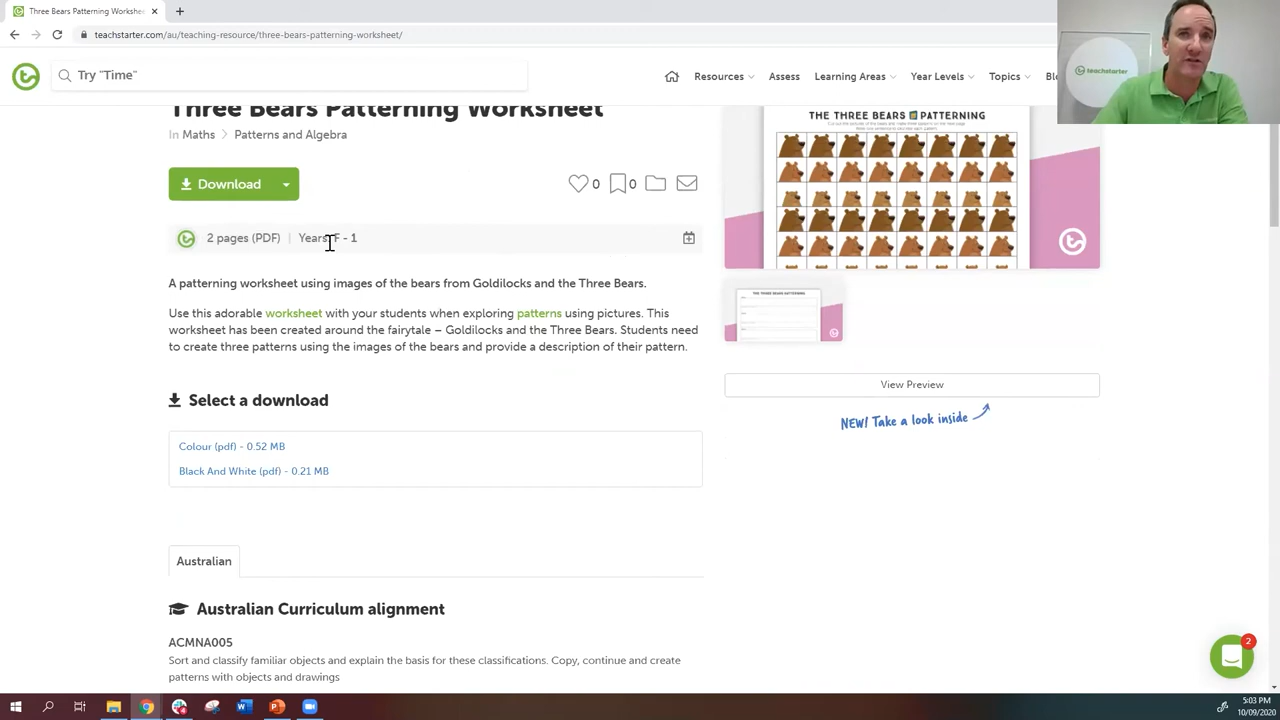 Three Bears Patterning Workshee
teachstarter.com/au/teaching-resource/three-bears-patterning-worksheet/
Try "Time"
Resources
Assess
Learning Areas
Year Levels
Topics
teachstarter
Three Bears Patterning Worksheet
In Maths > Patterns and Algebra
Download
0
0
2 pages (PDF) | Years: F - 1
A patterning worksheet using images of the bears from Goldilocks and the Three Bears.
Use this adorable worksheet with your students when exploring patterns using pictures. This
worksheet has been created around the fairytale – Goldilocks and the Three Bears. Students need
to create three patterns using the images of the bears and provide a description of their pattern.
Select a download
Colour (pdf) - 0.52 MB
Black And White (pdf) - 0.21 MB
Australian
Australian Curriculum alignment
ACMNA005
Sort and classify familiar objects and explain the basis for these classifications. Copy, continue and create
patterns with objects and drawings
THE THREE BEARS PATTERNING
THE THREE BEARS PATTERNING
View Preview
NEW! Take a look inside
2
5:03 PM
10/09/2020